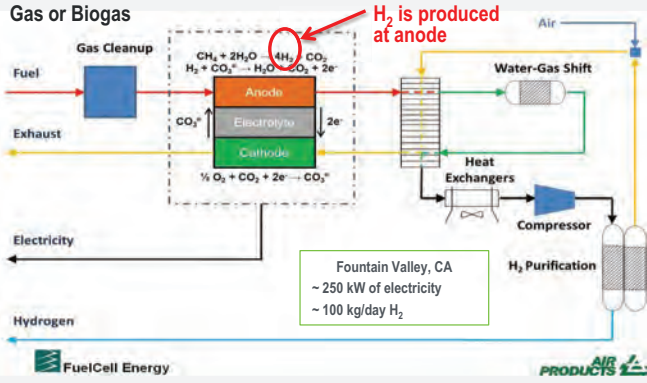 Gas or Biogas
H₂ is produced
at anode
Air
Gas Cleanup
CH₄ + 2H₂O → 4H₂ CO₂
H₂ + CO₃⁼ → H₂O CO₂ + 2e⁻
Water-Gas Shift
Fuel
Anode
CO₃⁼
Electrolyte
2e⁻
Exhaust
Cathode
½ O₂ + CO₂ + 2e⁻→ CO₃⁼
Heat
Exchangers
Compressor
Electricity
Fountain Valley, CA
~ 250 kW of electricity
~ 100 kg/day H₂
H₂ Purification
Hydrogen
FuelCell Energy
AIR
PRODUCTS